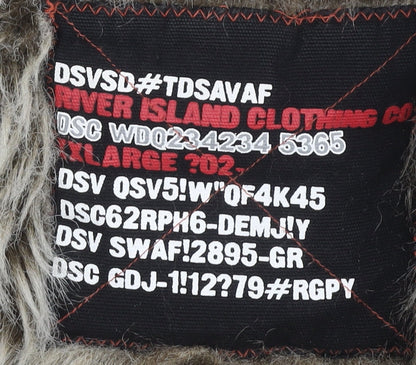 DSVSD#TDSAVAF
RIVER ISLAND CLOTHING CO
DSC WDQ234234 5365
XXLARGE ?02-
DSV QSV5!W"QF4K45
DSC62RPH6-DEMJ!Y
DSV SWAF!2895-GR
DSC GDJ-1!12?79#RGPY